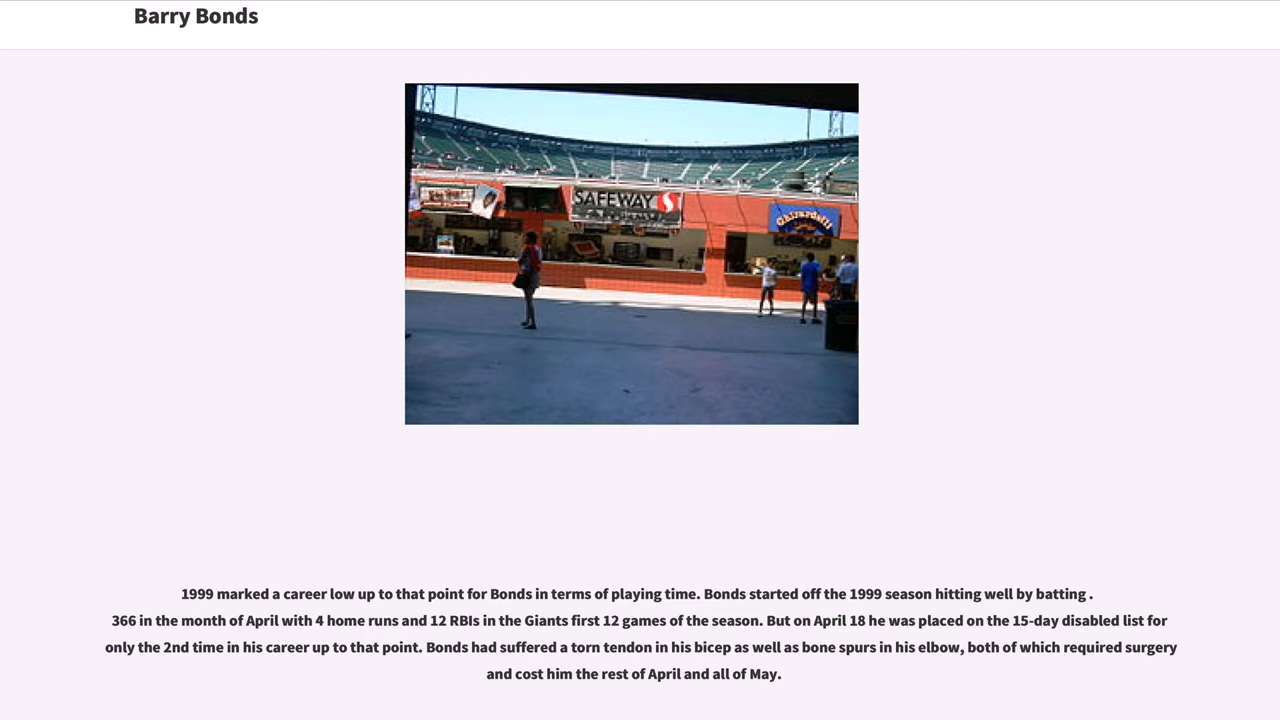 Barry Bonds
SAFEWAY
Ghirardelli
1999 marked a career low up to that point for Bonds in terms of playing time. Bonds started off the 1999 season hitting well by batting .
366 in the month of April with 4 home runs and 12 RBIs in the Giants first 12 games of the season. But on April 18 he was placed on the 15-day disabled list for
only the 2nd time in his career up to that point. Bonds had suffered a torn tendon in his bicep as well as bone spurs in his elbow, both of which required surgery
and cost him the rest of April and all of May.